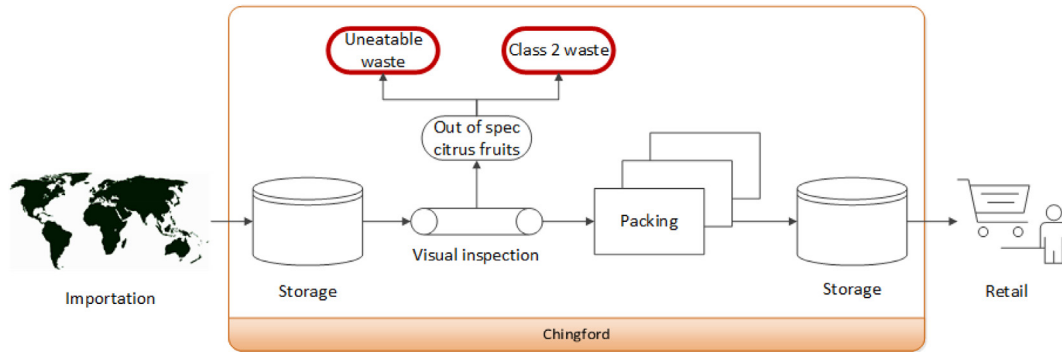 Uneatable
waste
Class 2 waste
Out of spec
citrus fruits
Packing
Visual inspection
Importation
Storage
Storage
Retail
Chingford